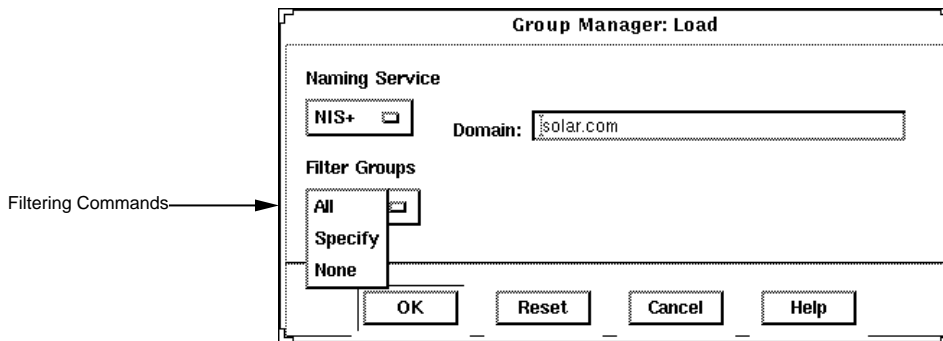 Group Manager: Load
Naming Service
NIS+
Domain: solar.com
Filter Groups
Filtering Commands
All
Specify
None
OK Reset Cancel Help